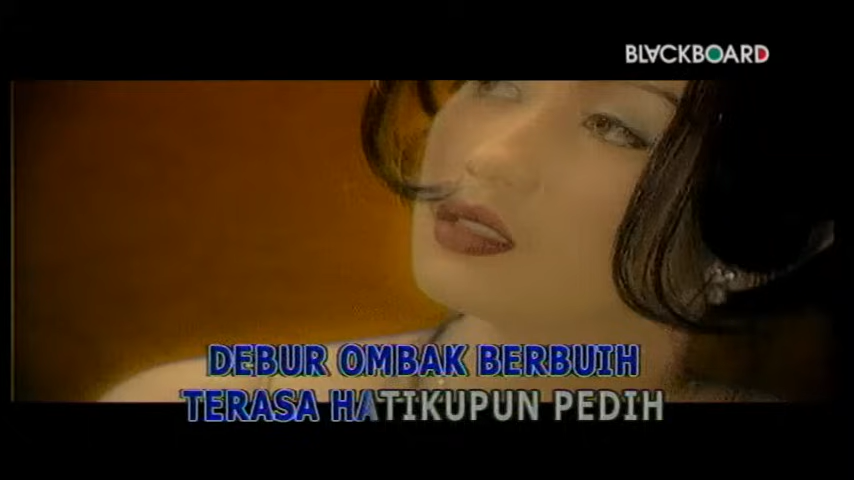 BLACKBOARD
DEBUR OMBAK BERBUIH
TERASA HATIKUPUN PEDIH